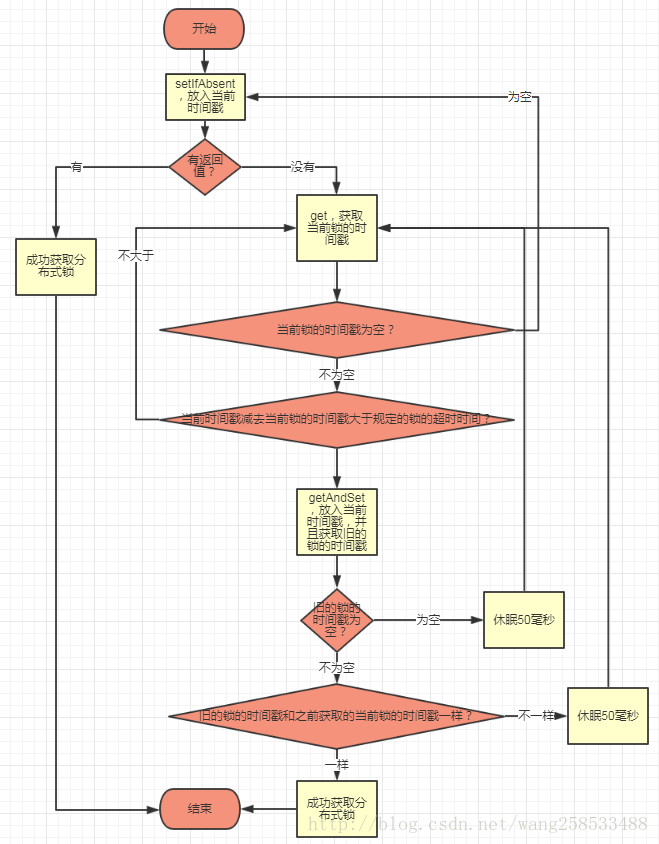 开始
setIfAbsent
，放入当前
时间戳
为空
有返回
值？
有
没有
get，获取
当前锁的时
间戳
成功获取分
布式锁
不大于
当前锁的时间戳为空？
不为空
当前时间戳减去当前锁的时间戳大于规定的锁的超时时间？
getAndSet
，放入当前
时间戳，并
且获取旧的
锁的时间戳
旧的锁的
时间戳为
空？
为空
休眠50毫秒
不为空
旧的锁的时间戳和之前获取的当前锁的时间戳一样？
不一样
休眠50毫秒
一样
成功获取分
布式锁
结束
http://blog.csdn.net/wang258533488